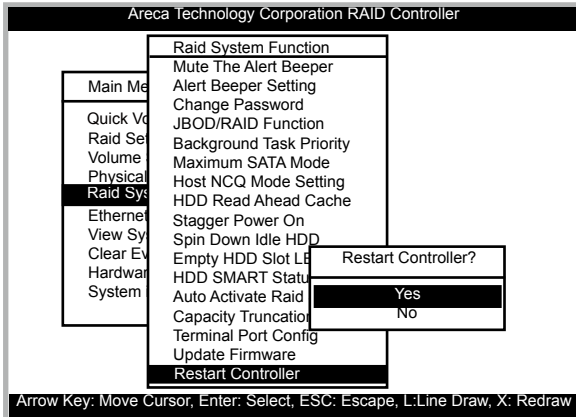 Areca Technology Corporation RAID Controller
Main Me
Quick Vo
Raid Set
Volume
Physical
Raid Sys
Ethernet
View Sy
Clear Ev
Hardwar
System
Raid System Function
Mute The Alert Beeper
Alert Beeper Setting
Change Password
JBOD/RAID Function
Background Task Priority
Maximum SATA Mode
Host NCQ Mode Setting
HDD Read Ahead Cache
Stagger Power On
Spin Down Idle HDD
Empty HDD Slot LE
HDD SMART Statu
Auto Activate Raid
Capacity Truncation
Terminal Port Config
Update Firmware
Restart Controller
Restart Controller?
Yes
No
Arrow Key: Move Cursor, Enter: Select, ESC: Escape, L:Line Draw, X: Redraw